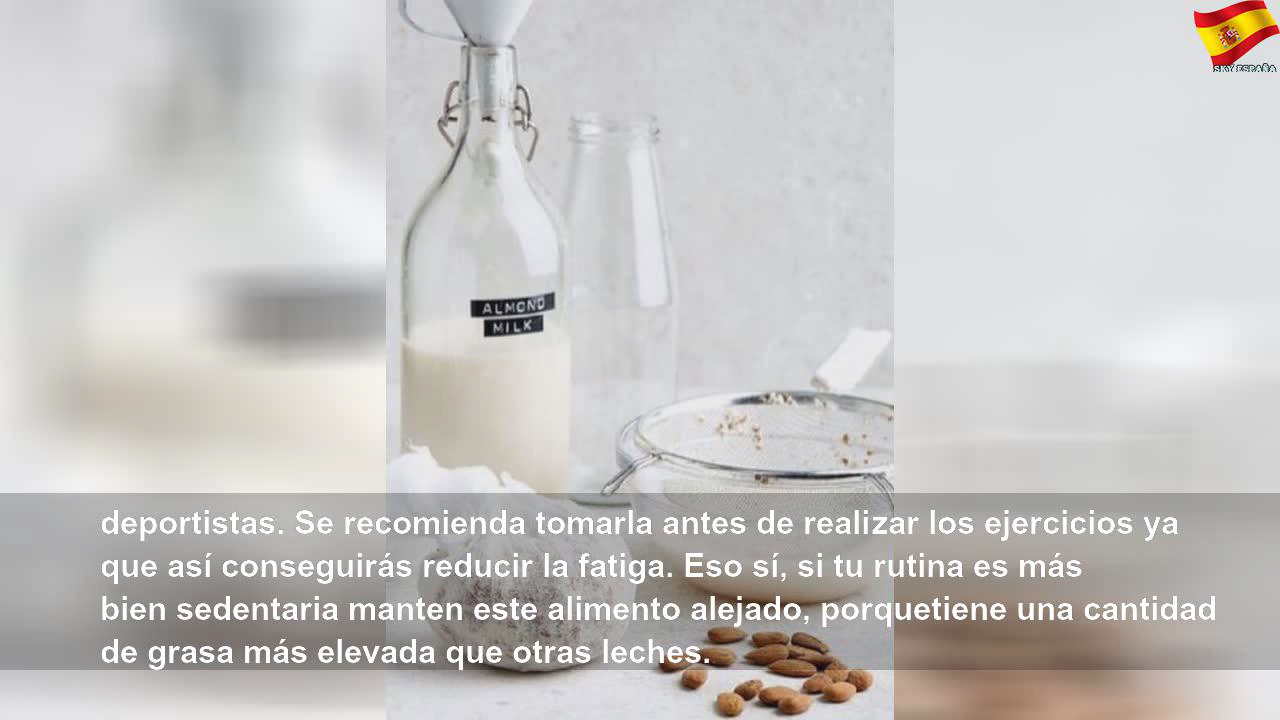 SKY ESPAÑA
ALMOND
MILK
deportistas. Se recomienda tomarla antes de realizar los ejercicios ya
que así conseguirás reducir la fatiga. Eso sí, si tu rutina es más
bien sedentaria manten este alimento alejado, porquetiene una cantidad
de grasa más elevada que otras leches.